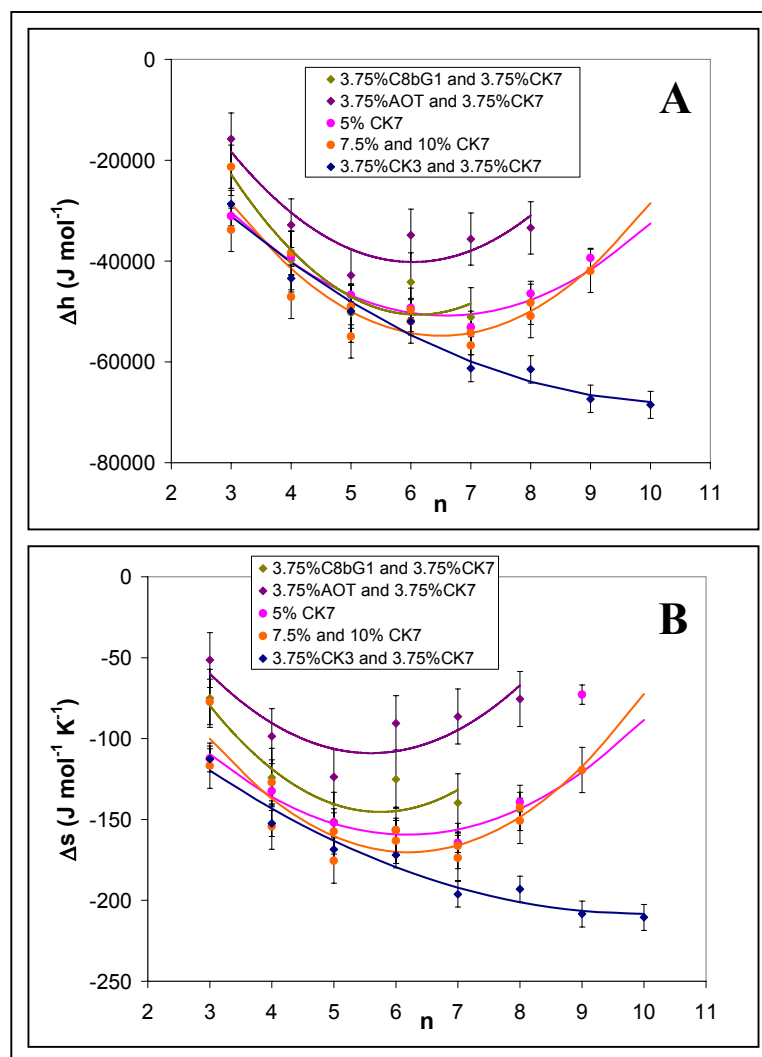 A
3.75%C8bG1 and 3.75%CK7
3.75%AOT and 3.75%CK7
5% CK7
7.5% and 10% CK7
3.75%CK3 and 3.75%CK7
Δh (J mol⁻¹)
0
-20000
-40000
-60000
-80000
2 3 4 5 6 7 8 9 10 11
n
B
3.75%C8bG1 and 3.75%CK7
3.75%AOT and 3.75%CK7
5% CK7
7.5% and 10% CK7
3.75%CK3 and 3.75%CK7
Δs (J mol⁻¹ K⁻¹)
0
-50
-100
-150
-200
-250
2 3 4 5 6 7 8 9 10 11
n